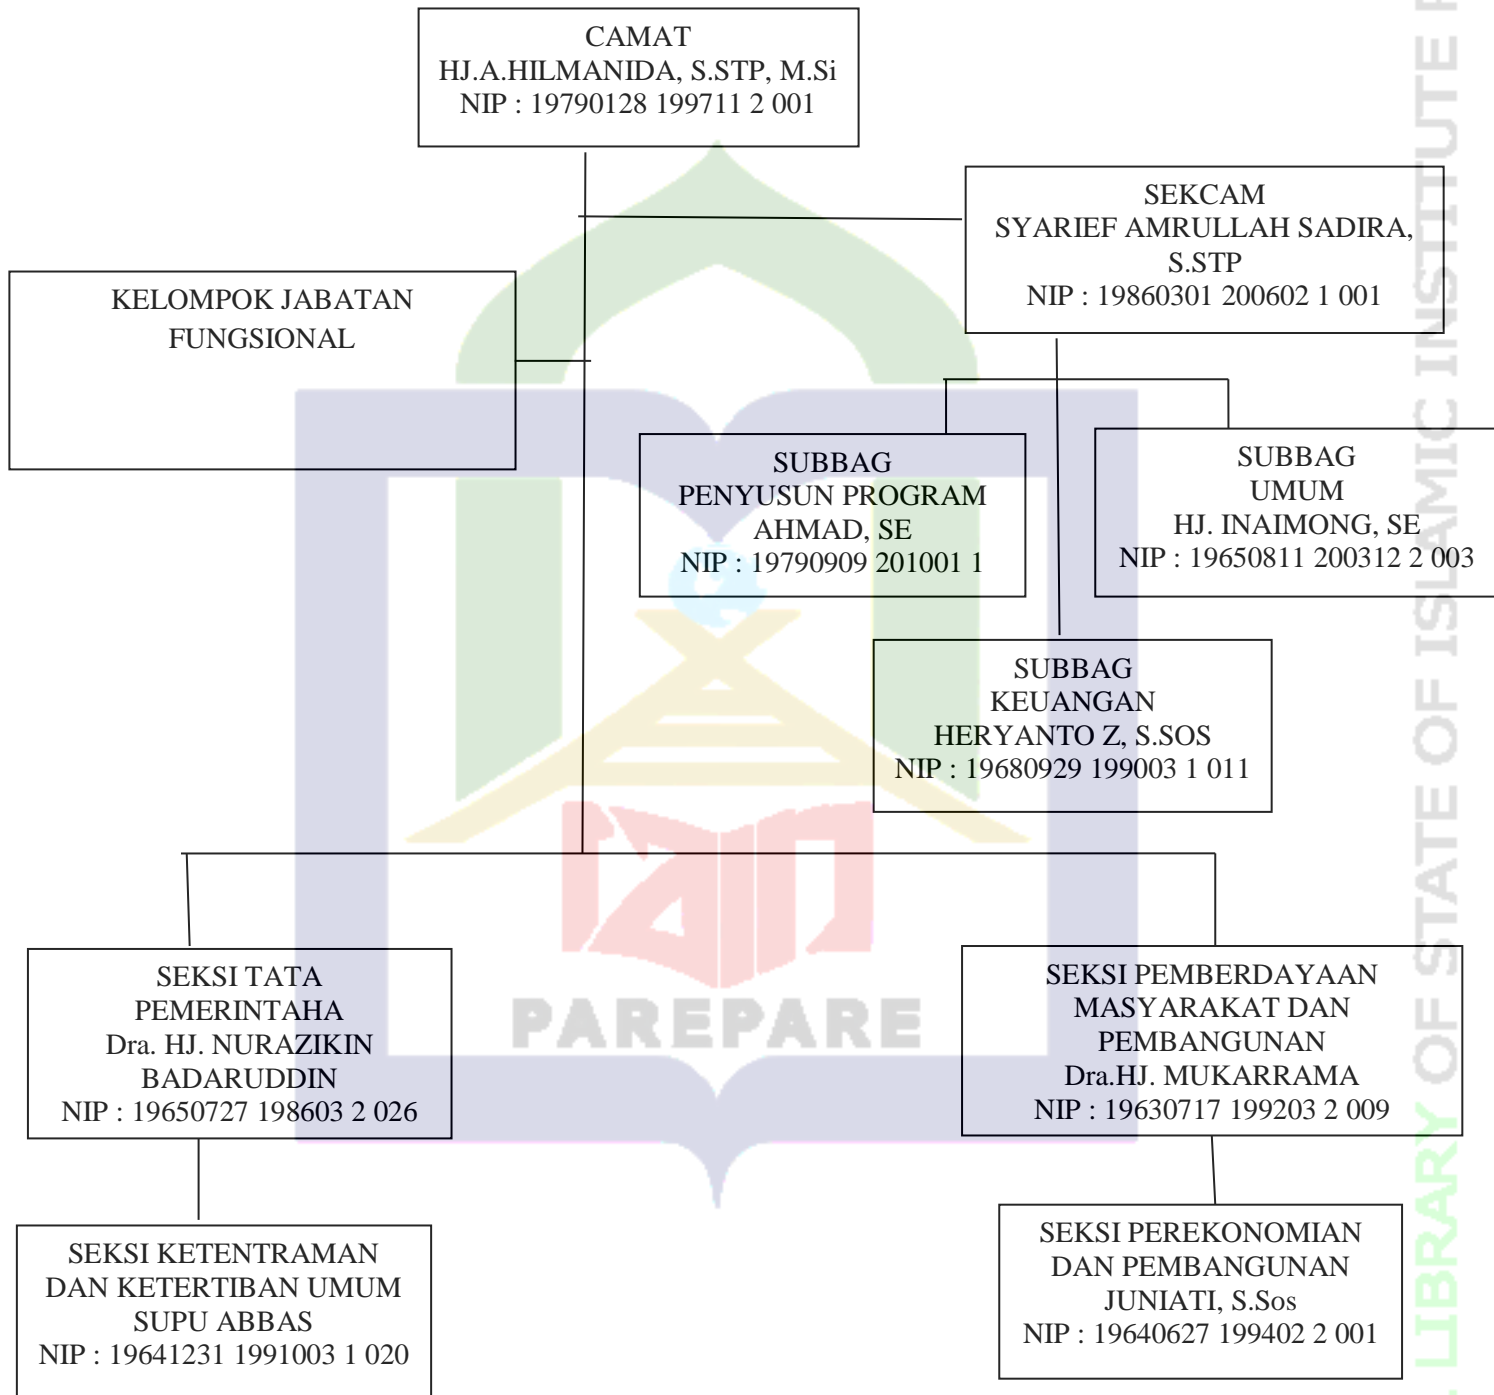 CAMAT
HJ.A.HILMANIDA, S.STP, M.Si
NIP : 19790128 199711 2 001
SEKCAM
SYARIEF AMRULLAH SADIRA,
S.STP
NIP : 19860301 200602 1 001
KELOMPOK JABATAN
FUNGSIONAL
SUBBAG
PENYUSUN PROGRAM
AHMAD, SE
NIP : 19790909 201001 1
SUBBAG
UMUM
HJ. INAIMONG, SE
NIP : 19650811 200312 2 003
SUBBAG
KEUANGAN
HERYANTO Z, S.SOS
NIP : 19680929 199003 1 011
SEKSI TATA
PEMERINTAHA
Dra. HJ. NURAZIKIN
BADARUDDIN
NIP : 19650727 198603 2 026
SEKSI PEMBERDAYAAN
MASYARAKAT DAN
PEMBANGUNAN
Dra.HJ. MUKARRAMA
NIP : 19630717 199203 2 009
SEKSI KETENTRAMAN
DAN KETERTIBAN UMUM
SUPU ABBAS
NIP : 19641231 1991003 1 020
SEKSI PEREKONOMIAN
DAN PEMBANGUNAN
JUNIATI, S.Sos
NIP : 19640627 199402 2 001
iain
PAREPARE
LIBRARY OF STATE OF ISLAMIC INSTITUTE